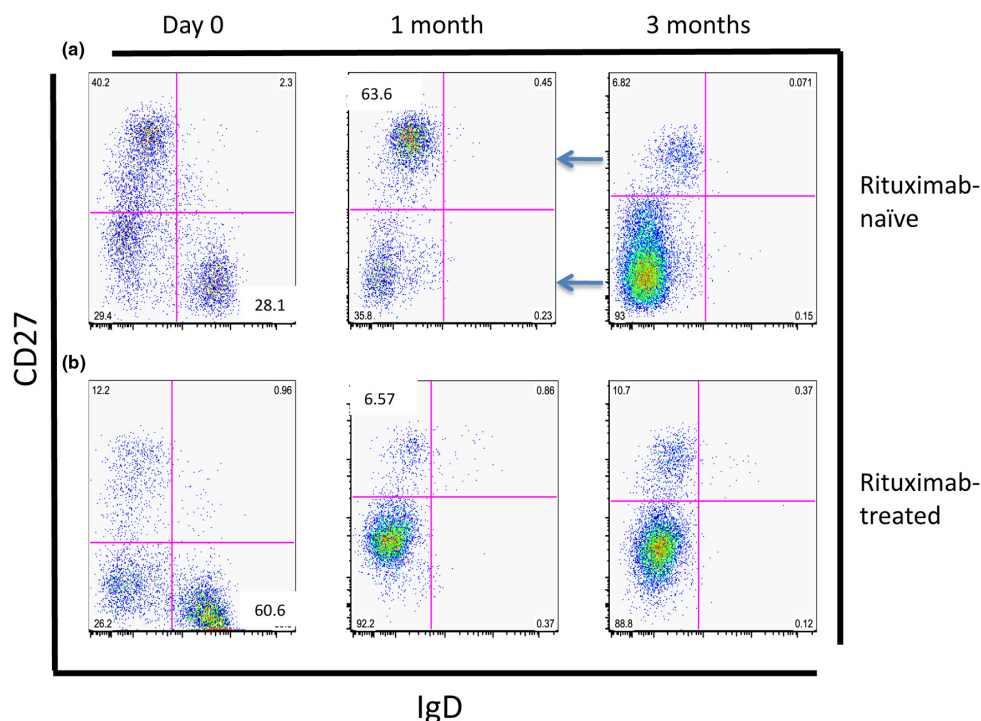 Day 0
1 month
3 months
(a)
40.2
2.3
29.4
28.1
63.6
0.45
35.8
0.23
6.82
0.071
93
0.15
Rituximab-
naïve
CD27
(b)
12.2
0.96
26.2
60.6
6.57
0.86
92.2
0.37
10.7
0.37
88.8
0.12
Rituximab-
treated
IgD